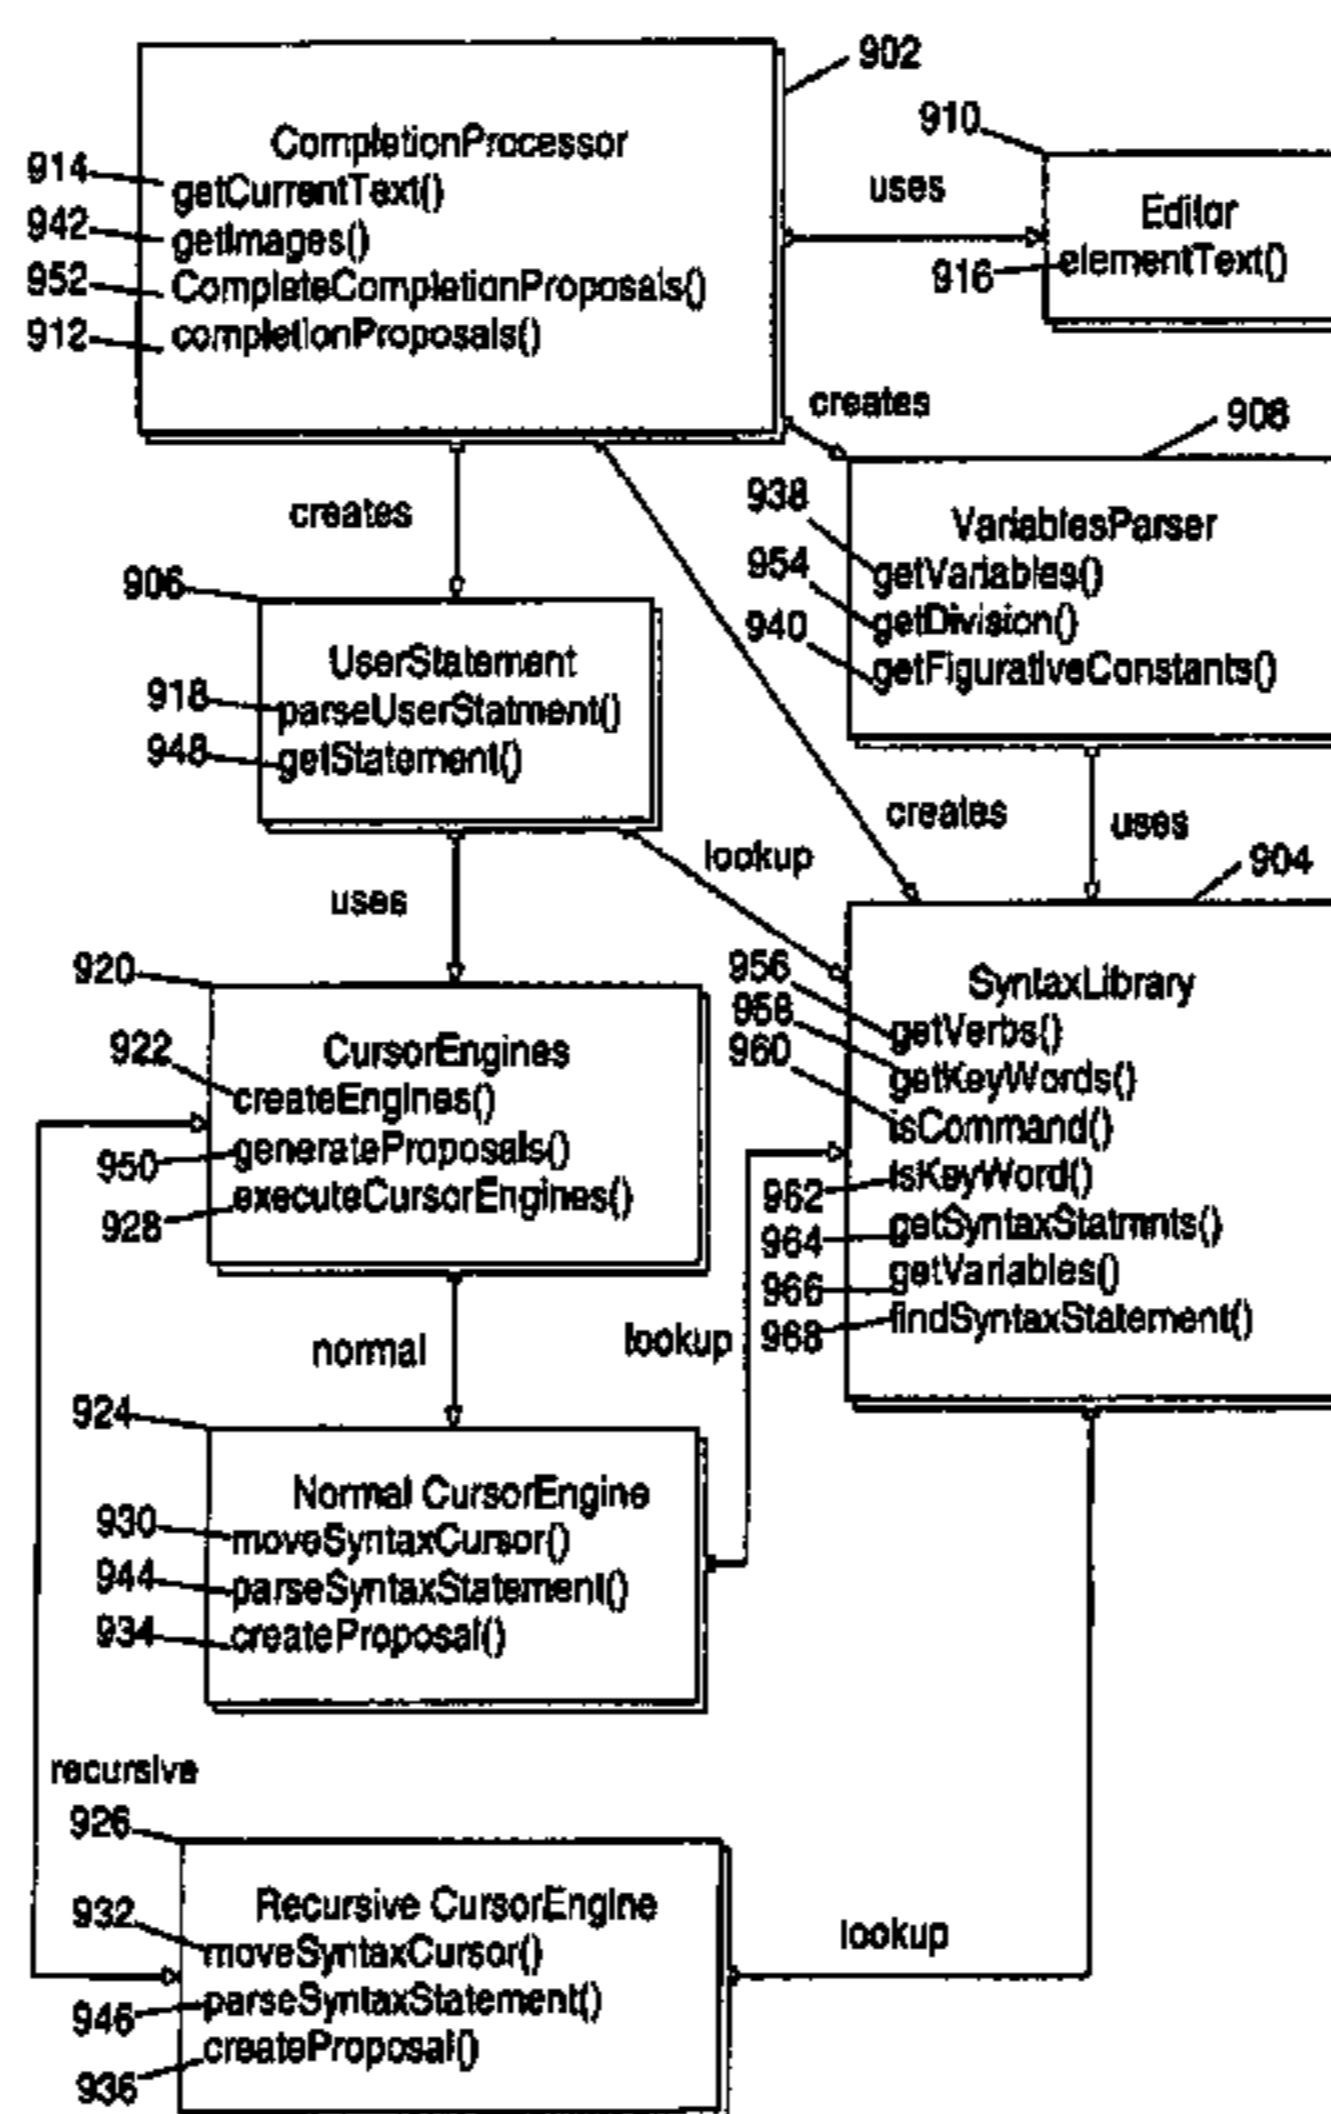 902
CompletionProcessor
914 getCurrentText()
942 getImages()
952 CompleteCompletionProposals()
912 completionProposals()
uses
910
Editor
916 elementText()
creates
908
VariablesParser
938 getVariables()
954 getDivision()
940 getFigurativeConstants()
creates
906
UserStatement
918 parseUserStatment()
948 getStatement()
creates
uses
lookup
904
uses
SyntaxLibrary
956 getVerbs()
958 getKeyWords()
960 isCommand()
962 isKeyWord()
964 getSyntaxStatmnts()
966 getVariables()
968 findSyntaxStatement()
920
CursorEngines
922 createEngines()
950 generateProposals()
928 executeCursorEngines()
normal
lookup
924
Normal CursorEngine
930 moveSyntaxCursor()
944 parseSyntaxStatement()
934 createProposal()
recursive
926
Recursive CursorEngine
932 moveSyntaxCursor()
946 parseSyntaxStatement()
936 createProposal()
lookup